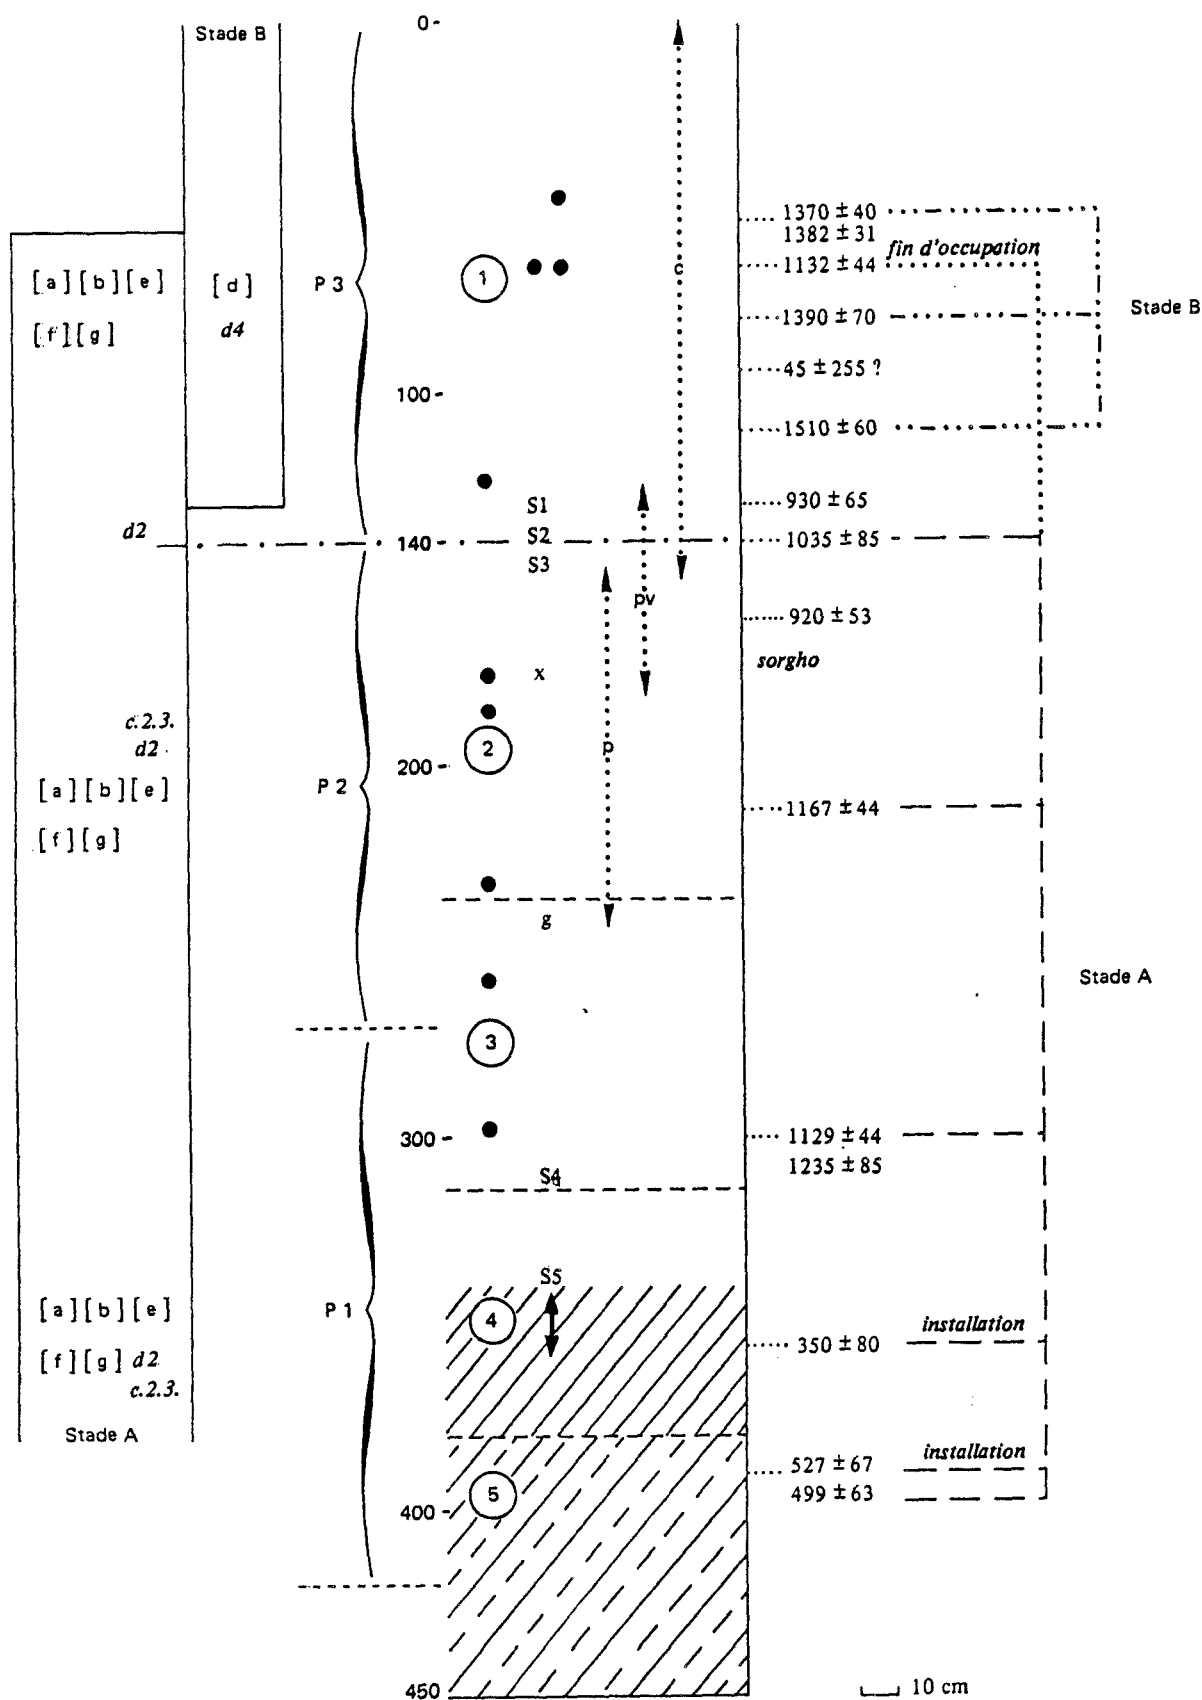 Stade B
0-
1370 ± 40
1382 ± 31
fin d'occupation
1132 ± 44
[a] [b] [e]
[f] [g]
[d]
d4
P 3
1
c
1390 ± 70
Stade B
45 ± 255 ?
100-
1510 ± 60
S1
930 ± 65
d2
140-
S2
1035 ± 85
S3
pv
920 ± 53
sorgho
x
c.2.3.
d2
2
p
200-
[a] [b] [e]
[f] [g]
P 2
1167 ± 44
g
Stade A
3
300-
1129 ± 44
1235 ± 85
S4
S5
[a] [b] [e]
[f] [g] d2
c.2.3.
Stade A
P 1
4
installation
350 ± 80
installation
527 ± 67
499 ± 63
5
400-
450
10 cm